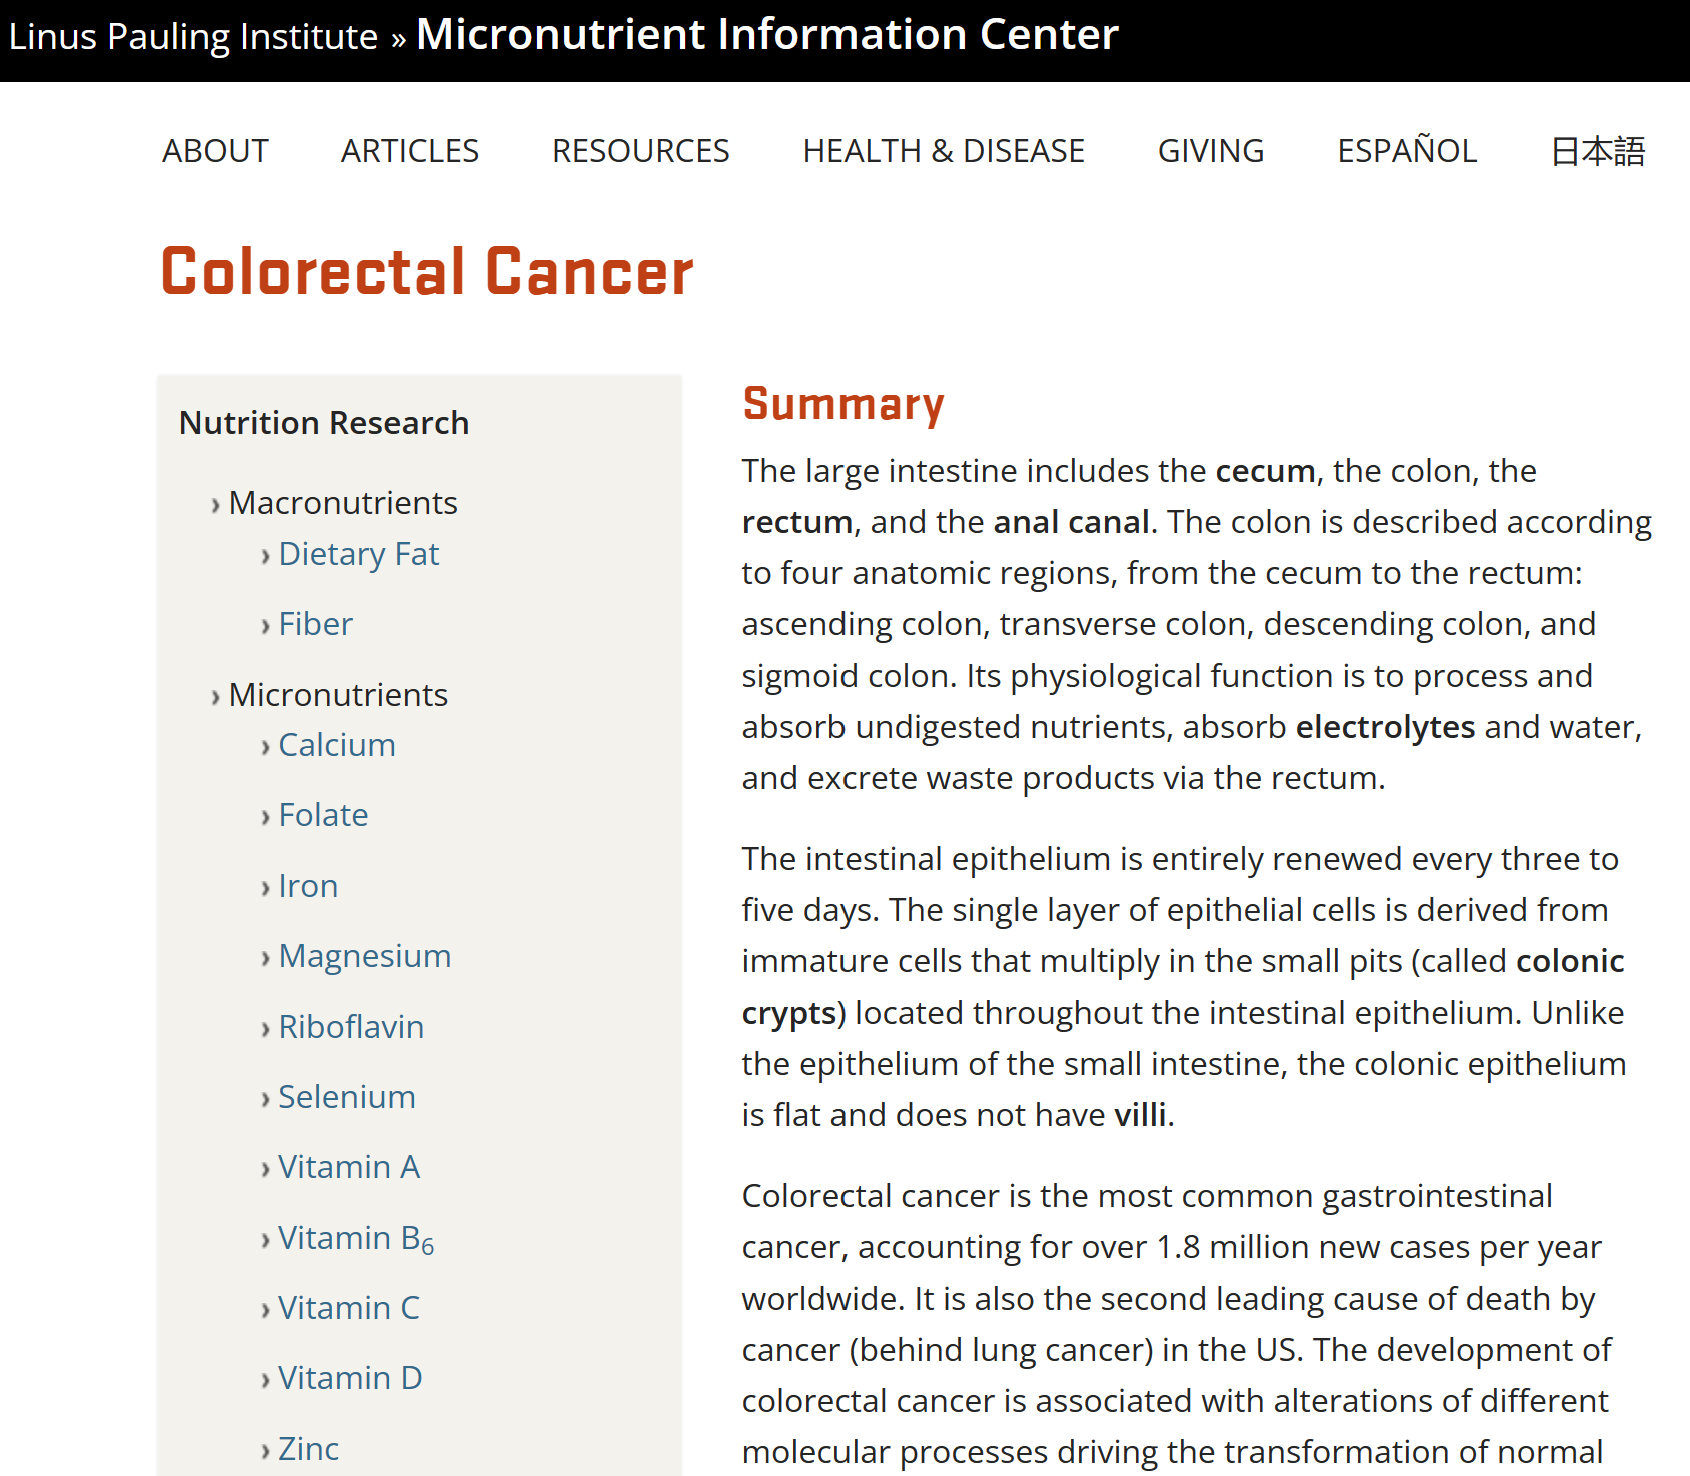 Linus Pauling Institute » Micronutrient Information Center
ABOUT ARTICLES RESOURCES HEALTH & DISEASE GIVING ESPAÑOL 日本語
Colorectal Cancer
Nutrition Research
› Macronutrients
› Dietary Fat
› Fiber
› Micronutrients
› Calcium
› Folate
› Iron
› Magnesium
› Riboflavin
› Selenium
› Vitamin A
› Vitamin B₆
› Vitamin C
› Vitamin D
› Zinc
Summary
The large intestine includes the cecum, the colon, the
rectum, and the anal canal. The colon is described according
to four anatomic regions, from the cecum to the rectum:
ascending colon, transverse colon, descending colon, and
sigmoid colon. Its physiological function is to process and
absorb undigested nutrients, absorb electrolytes and water,
and excrete waste products via the rectum.
The intestinal epithelium is entirely renewed every three to
five days. The single layer of epithelial cells is derived from
immature cells that multiply in the small pits (called colonic
crypts) located throughout the intestinal epithelium. Unlike
the epithelium of the small intestine, the colonic epithelium
is flat and does not have villi.
Colorectal cancer is the most common gastrointestinal
cancer, accounting for over 1.8 million new cases per year
worldwide. It is also the second leading cause of death by
cancer (behind lung cancer) in the US. The development of
colorectal cancer is associated with alterations of different
molecular processes driving the transformation of normal